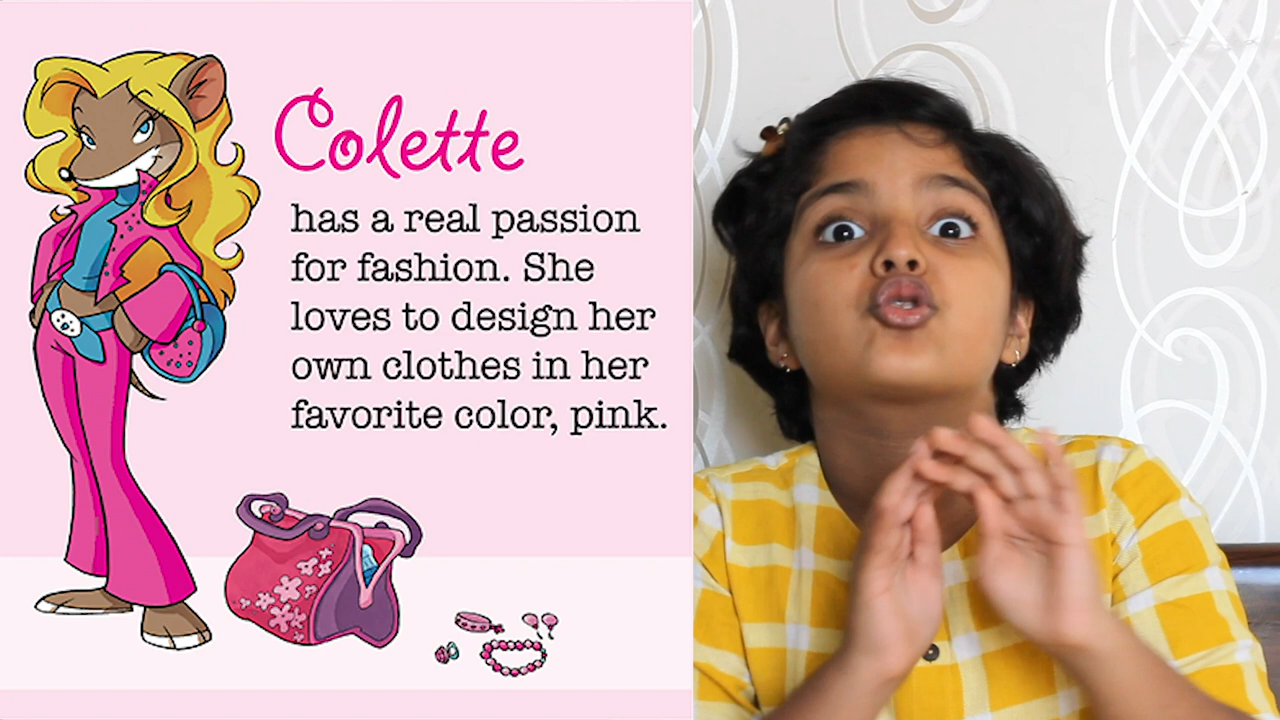 Colette
has a real passion
for fashion. She
loves to design her
own clothes in her
favorite color, pink.